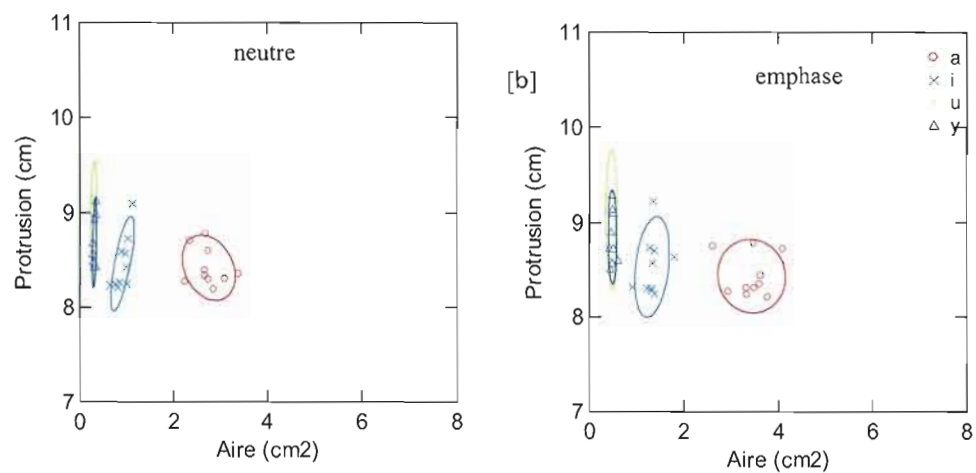 neutre
11
10
9
8
7
Protrusion (cm)
0 2 4 6 8
Aire (cm2)
[b]
emphase
a
i
u
y
11
10
9
8
7
Protrusion (cm)
0 2 4 6 8
Aire (cm2)